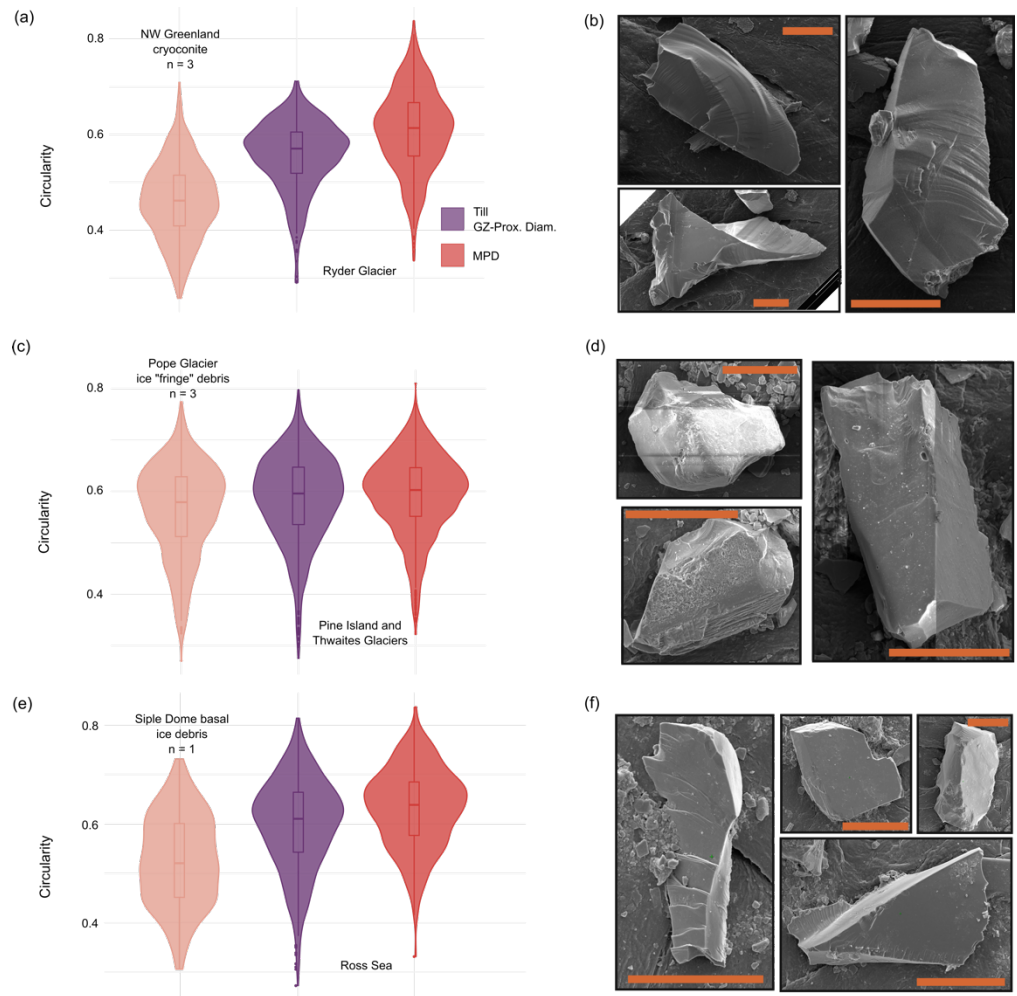 (a)
NW Greenland
cryoconite
n = 3
0.8
0.6
0.4
Circularity
Till
GZ-Prox. Diam.
MPD
Ryder Glacier
(b)
(c)
Pope Glacier
ice "fringe" debris
n = 3
0.8
0.6
0.4
Circularity
Pine Island and
Thwaites Glaciers
(d)
(e)
Siple Dome basal
ice debris
n = 1
0.8
0.6
0.4
Circularity
Ross Sea
(f)